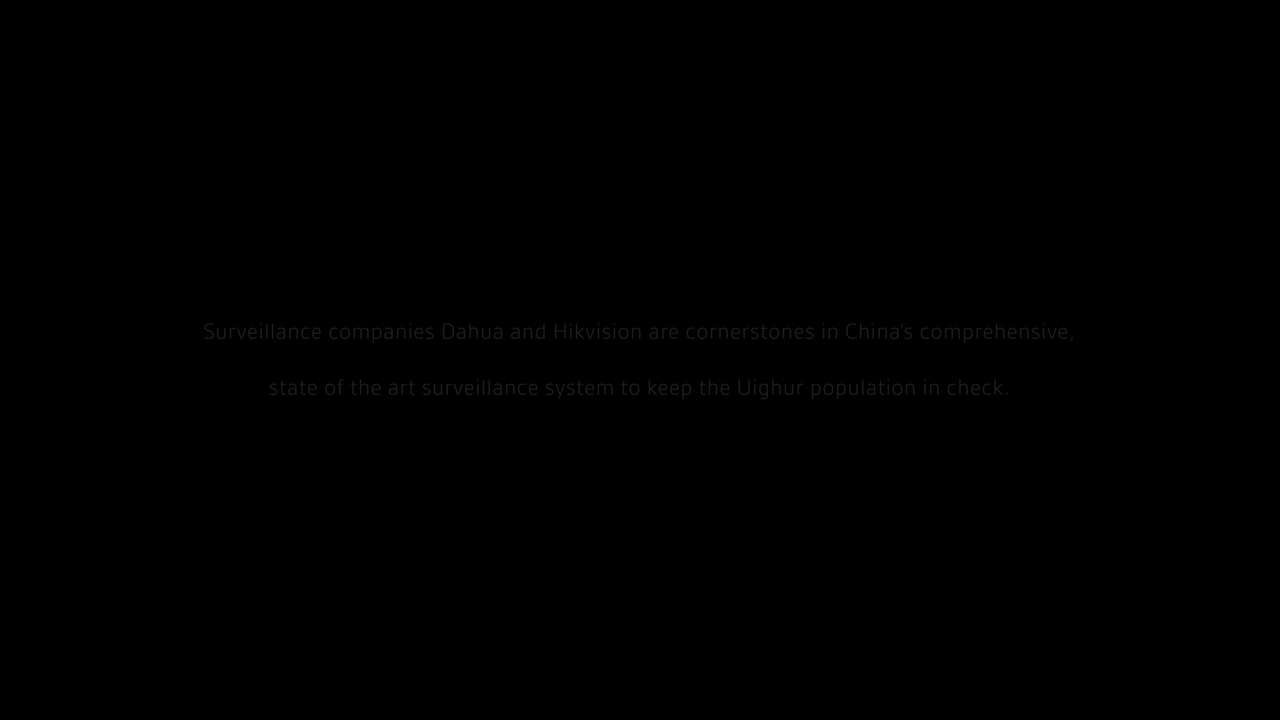 Surveillance companies Dahua and Hikvision are cornerstones in China's comprehensive,
state of the art surveillance system to keep the Uighur population in check.